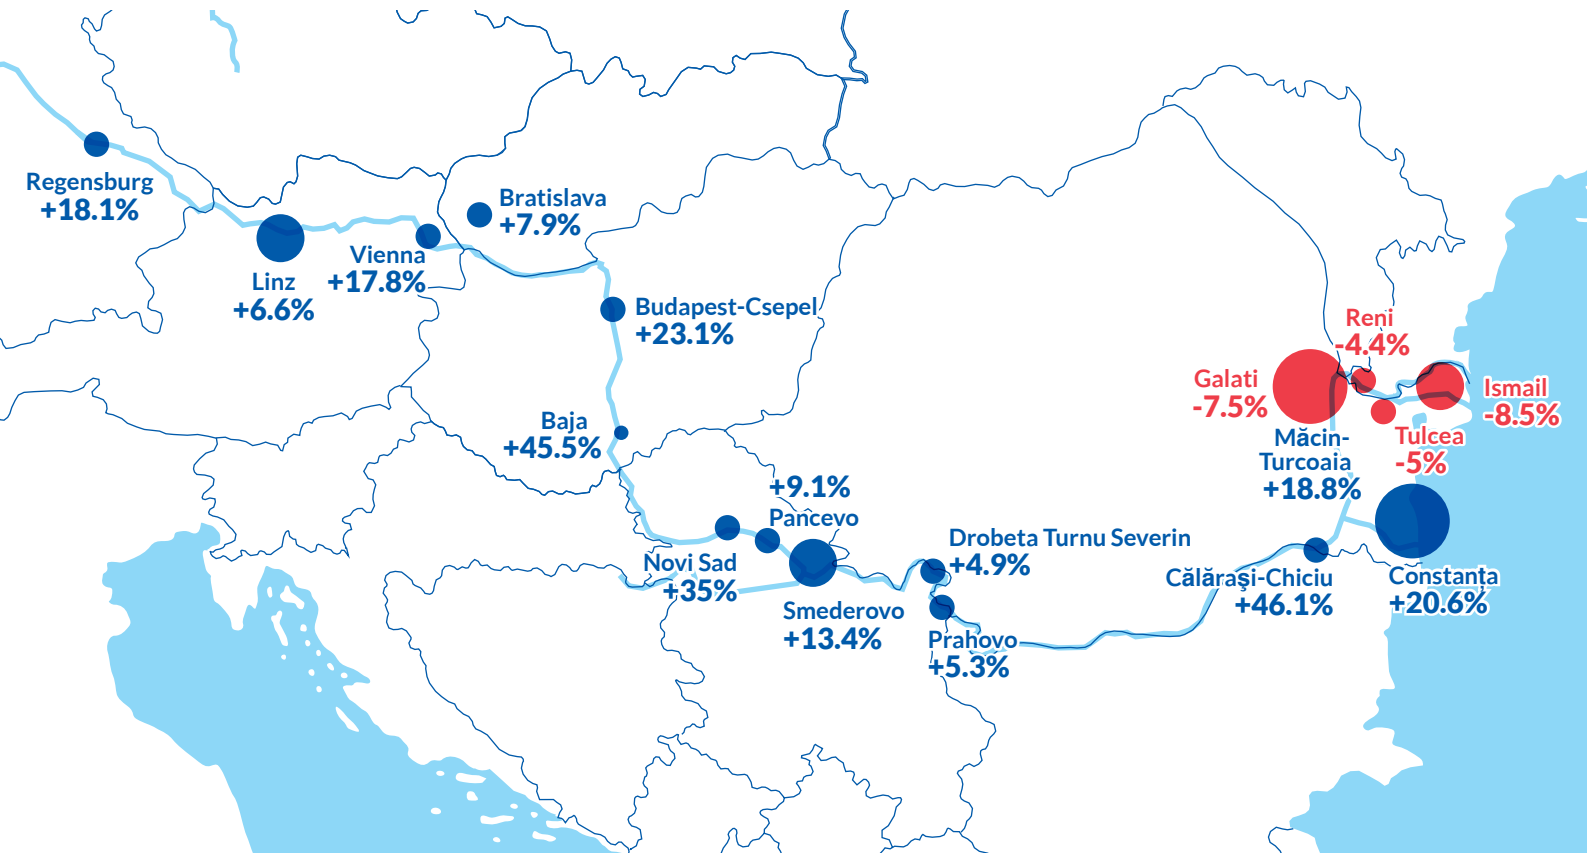 Regensburg
+18.1%
Linz
+6.6%
Vienna
+17.8%
Bratislava
+7.9%
Budapest-Csepel
+23.1%
Baja
+45.5%
Novi Sad
+35%
+9.1%
Pancevo
Smederovo
+13.4%
Drobeta Turnu Severin
+4.9%
Prahovo
+5.3%
Călărași-Chiciu
+46.1%
Constanța
+20.6%
Măcin-
Turcoaia
+18.8%
Galati
-7.5%
Reni
-4.4%
Tulcea
-5%
Ismail
-8.5%